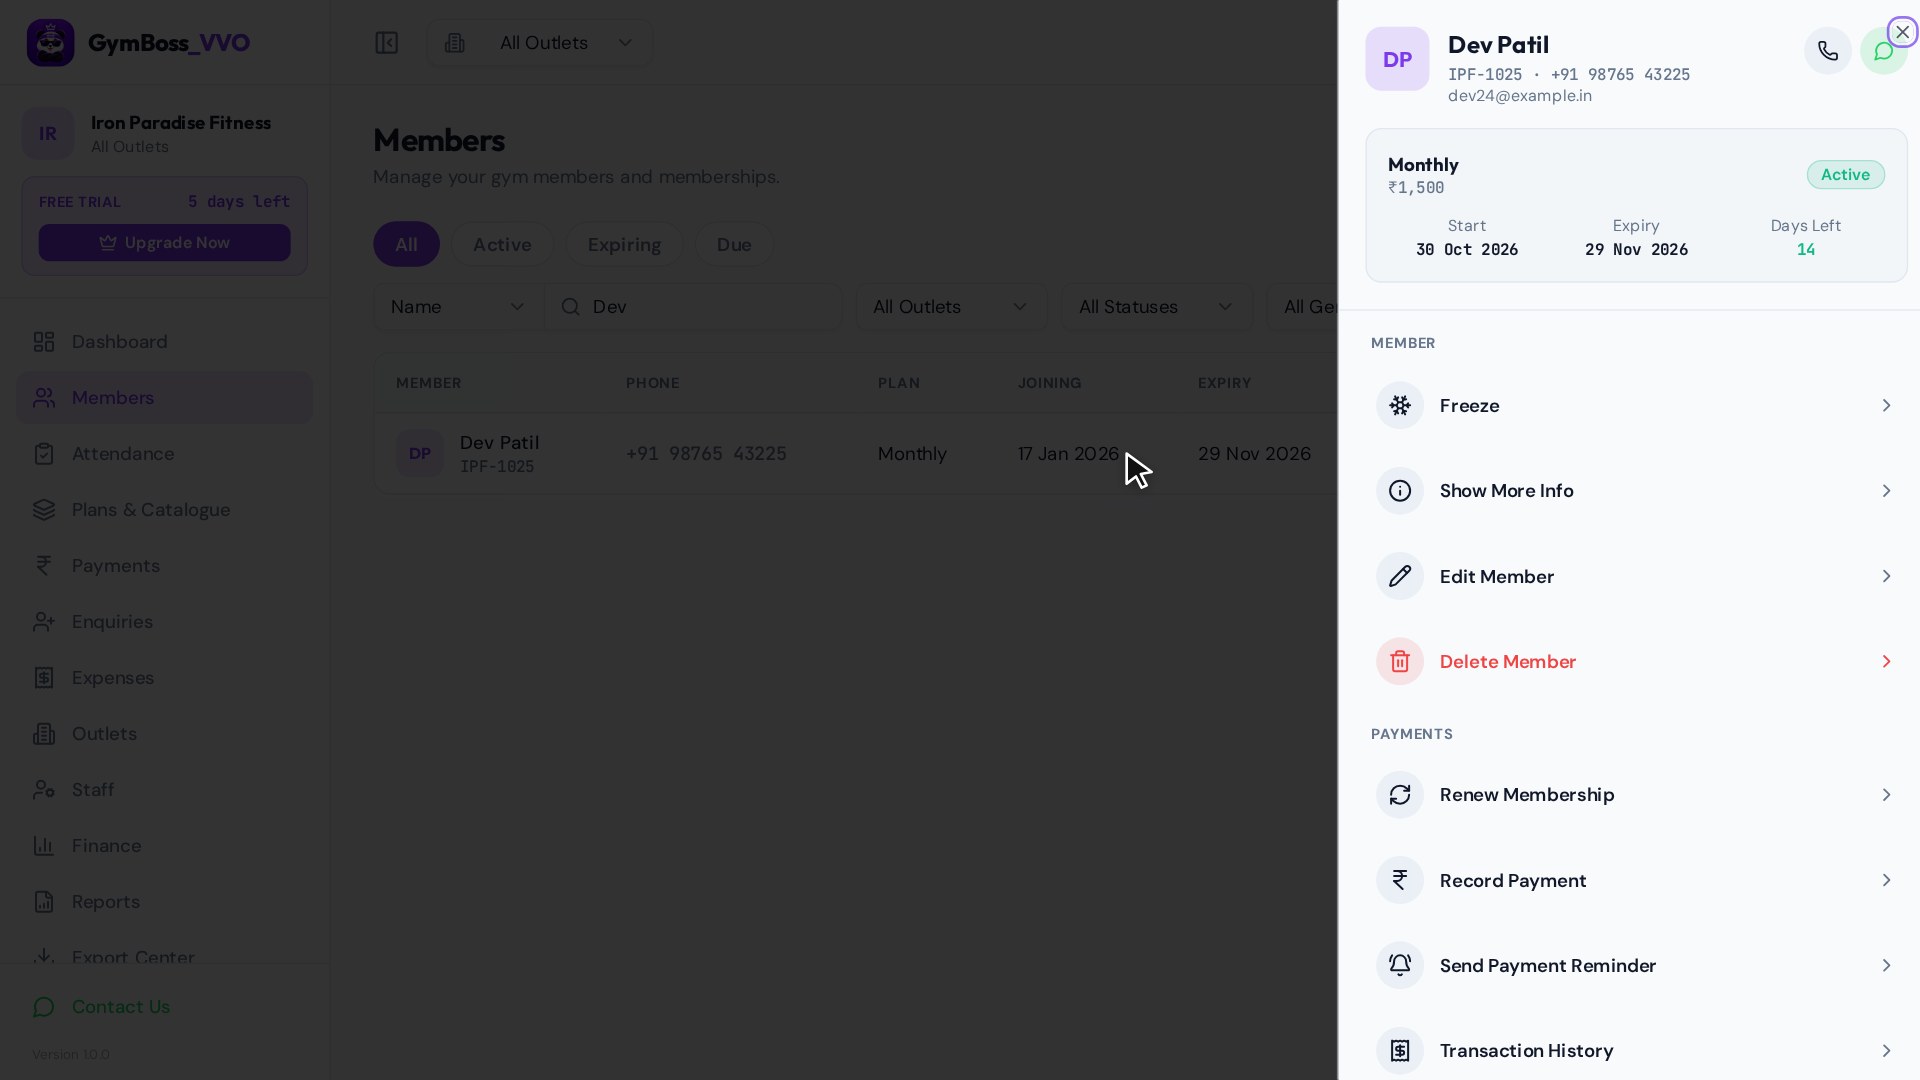 GymBoss_VVO
IR
Iron Paradise Fitness
All Outlets
FREE TRIAL
5 days left
Upgrade Now
Dashboard
Members
Attendance
Plans & Catalogue
Payments
Enquiries
Expenses
Outlets
Staff
Finance
Reports
Export Center
Contact Us
Version 1.0.0
All Outlets
Members
Manage your gym members and memberships.
All
Active
Expiring
Due
Name
Dev
All Outlets
All Statuses
All Ge
MEMBER
PHONE
PLAN
JOINING
EXPIRY
DP
Dev Patil
IPF-1025
+91 98765 43225
Monthly
17 Jan 2026
29 Nov 2026
DP
Dev Patil
IPF-1025 · +91 98765 43225
dev24@example.in
Monthly
₹1,500
Active
Start
Expiry
Days Left
30 Oct 2026
29 Nov 2026
14
MEMBER
Freeze
Show More Info
Edit Member
Delete Member
PAYMENTS
Renew Membership
Record Payment
Send Payment Reminder
Transaction History